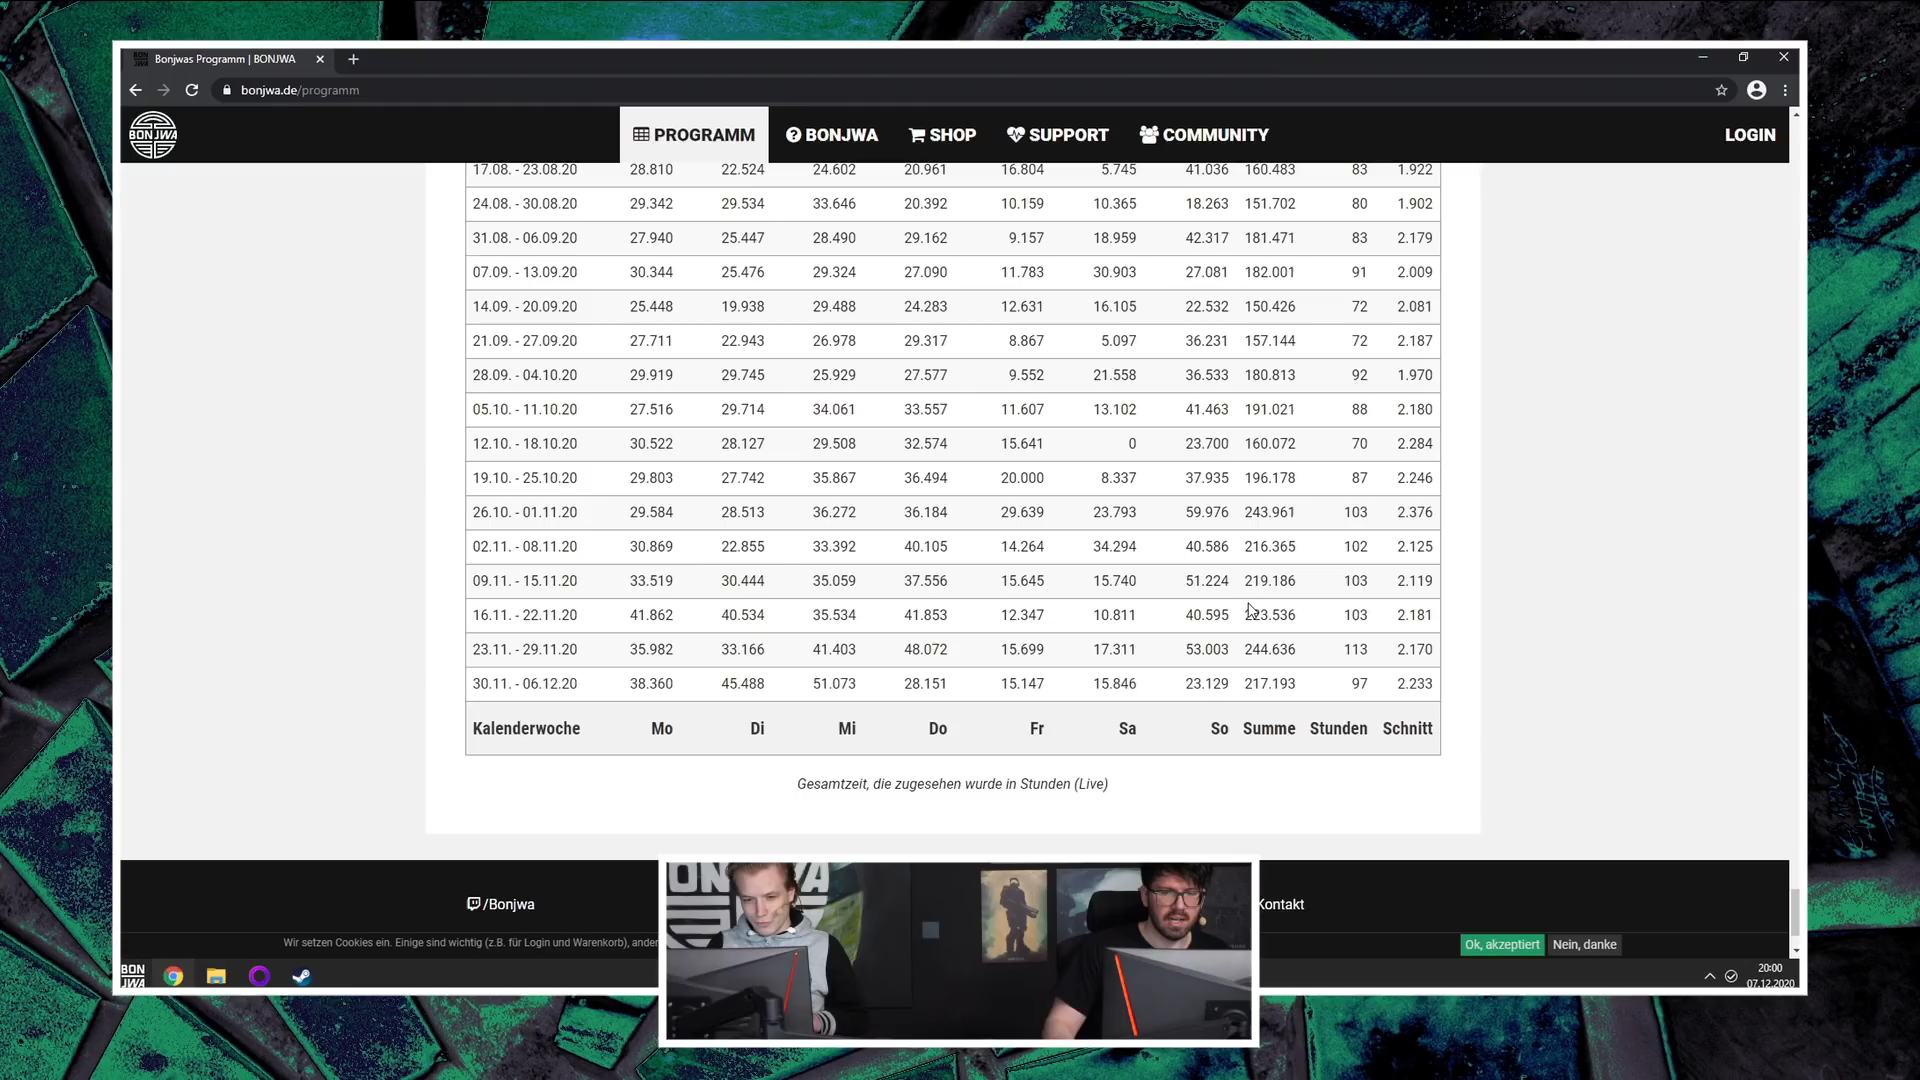 Bonjwas Programm | BONJWA
bonjwa.de/programm
BONJWA PROGRAMM BONJWA SHOP SUPPORT COMMUNITY LOGIN
17.08. - 23.08.20 28.810 22.524 24.602 20.961 16.804 5.745 41.036 160.483 83 1.922
24.08. - 30.08.20 29.342 29.534 33.646 20.392 10.159 10.365 18.263 151.702 80 1.902
31.08. - 06.09.20 27.940 25.447 28.490 29.162 9.157 18.959 42.317 181.471 83 2.179
07.09. - 13.09.20 30.344 25.476 29.324 27.090 11.783 30.903 27.081 182.001 91 2.009
14.09. - 20.09.20 25.448 19.938 29.488 24.283 12.631 16.105 22.532 150.426 72 2.081
21.09. - 27.09.20 27.711 22.943 26.978 29.317 8.867 5.097 36.231 157.144 72 2.187
28.09. - 04.10.20 29.919 29.745 25.929 27.577 9.552 21.558 36.533 180.813 92 1.970
05.10. - 11.10.20 27.516 29.714 34.061 33.557 11.607 13.102 41.463 191.021 88 2.180
12.10. - 18.10.20 30.522 28.127 29.508 32.574 15.641 0 23.700 160.072 70 2.284
19.10. - 25.10.20 29.803 27.742 35.867 36.494 20.000 8.337 37.935 196.178 87 2.246
26.10. - 01.11.20 29.584 28.513 36.272 36.184 29.639 23.793 59.976 243.961 103 2.376
02.11. - 08.11.20 30.869 22.855 33.392 40.105 14.264 34.294 40.586 216.365 102 2.125
09.11. - 15.11.20 33.519 30.444 35.059 37.556 15.645 15.740 51.224 219.186 103 2.119
16.11. - 22.11.20 41.862 40.534 35.534 41.853 12.347 10.811 40.595 223.536 103 2.181
23.11. - 29.11.20 35.982 33.166 41.403 48.072 15.699 17.311 53.003 244.636 113 2.170
30.11. - 06.12.20 38.360 45.488 51.073 28.151 15.147 15.846 23.129 217.193 97 2.233
Kalenderwoche Mo Di Mi Do Fr Sa So Summe Stunden Schnitt
Gesamtzeit, die zugesehen wurde in Stunden (Live)
/Bonjwa Kontakt
Wir setzen Cookies ein. Einige sind wichtig (z.B. für Login und Warenkorb), ander
Ok, akzeptiert Nein, danke
BON
JWA
20:00
07.12.2020